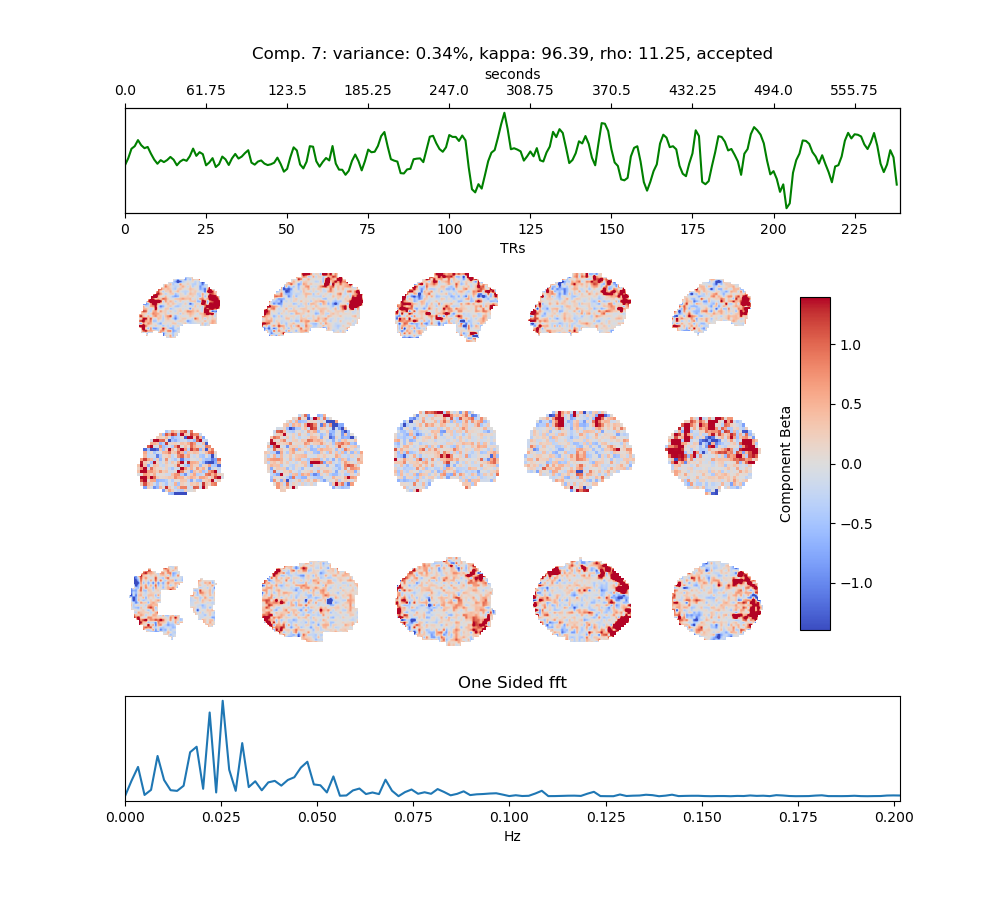 Comp. 7: variance: 0.34%, kappa: 96.39, rho: 11.25, accepted
seconds
0.0 61.75 123.5 185.25 247.0 308.75 370.5 432.25 494.0 555.75
0 25 50 75 100 125 150 175 200 225
TRs
1.0
0.5
0.0
−0.5
−1.0
Component Beta
One Sided fft
0.000 0.025 0.050 0.075 0.100 0.125 0.150 0.175 0.200
Hz